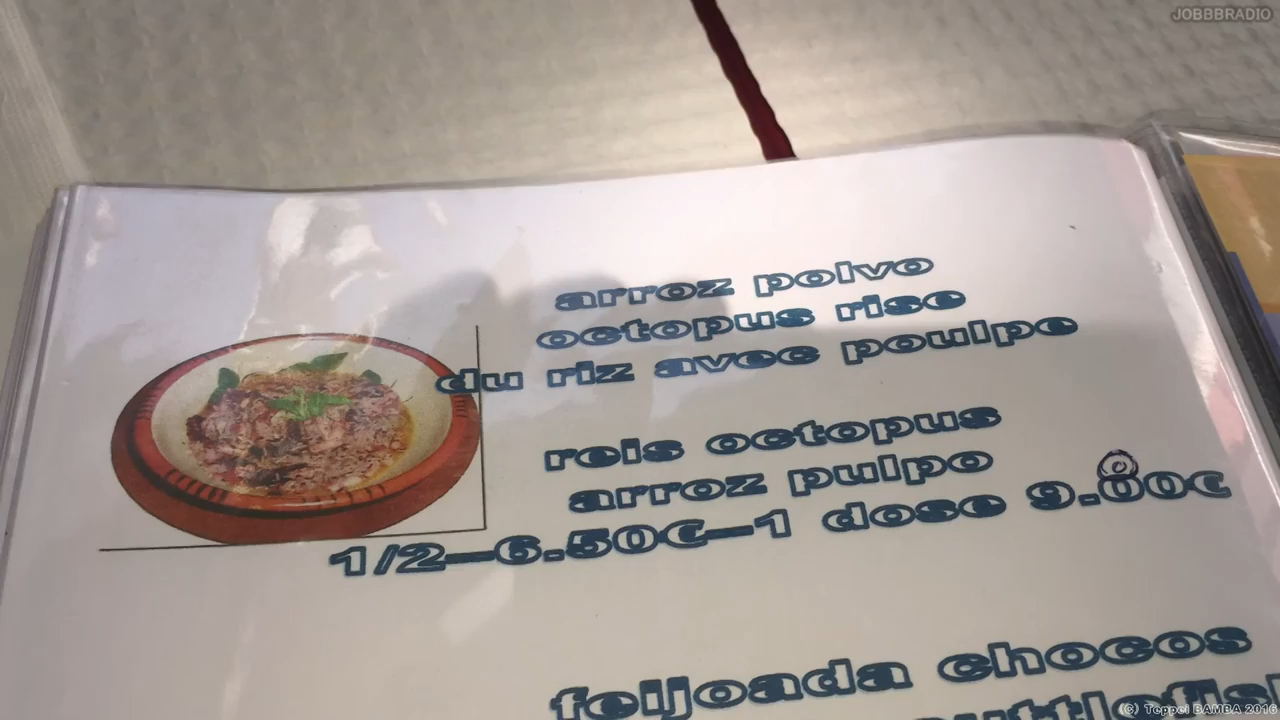 JOBBBRADIO
arroz polvo
octopus rise
du riz avec poulpe
reis octopus
arroz pulpo
1/2-6.50€-1 dose 9.00€
feijoada chocos
(C) Teppei BAMBA 2016